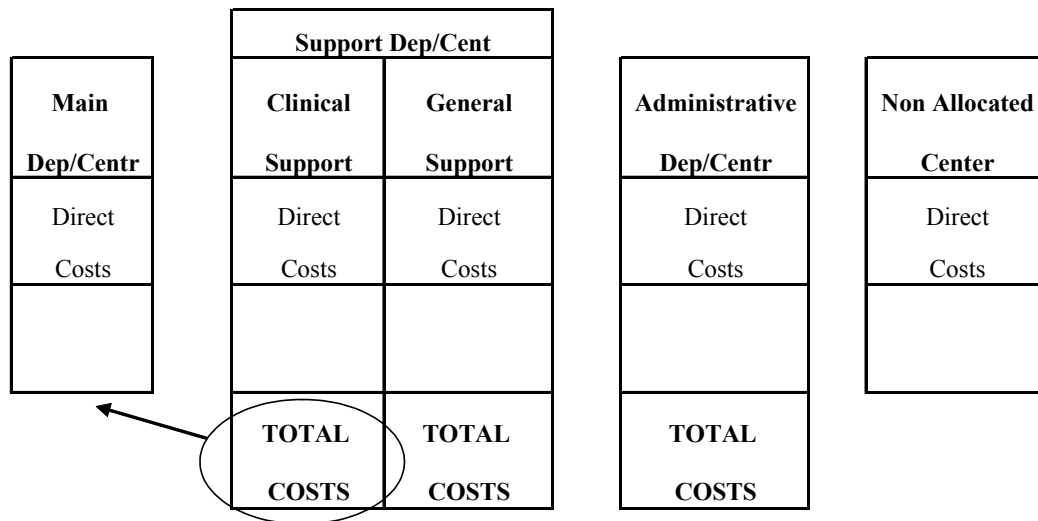 Support Dep/Cent
Main
Dep/Centr
Clinical
Support
General
Support
Administrative
Dep/Centr
Non Allocated
Center
Direct
Costs
Direct
Costs
Direct
Costs
Direct
Costs
Direct
Costs
TOTAL
COSTS
TOTAL
COSTS
TOTAL
COSTS